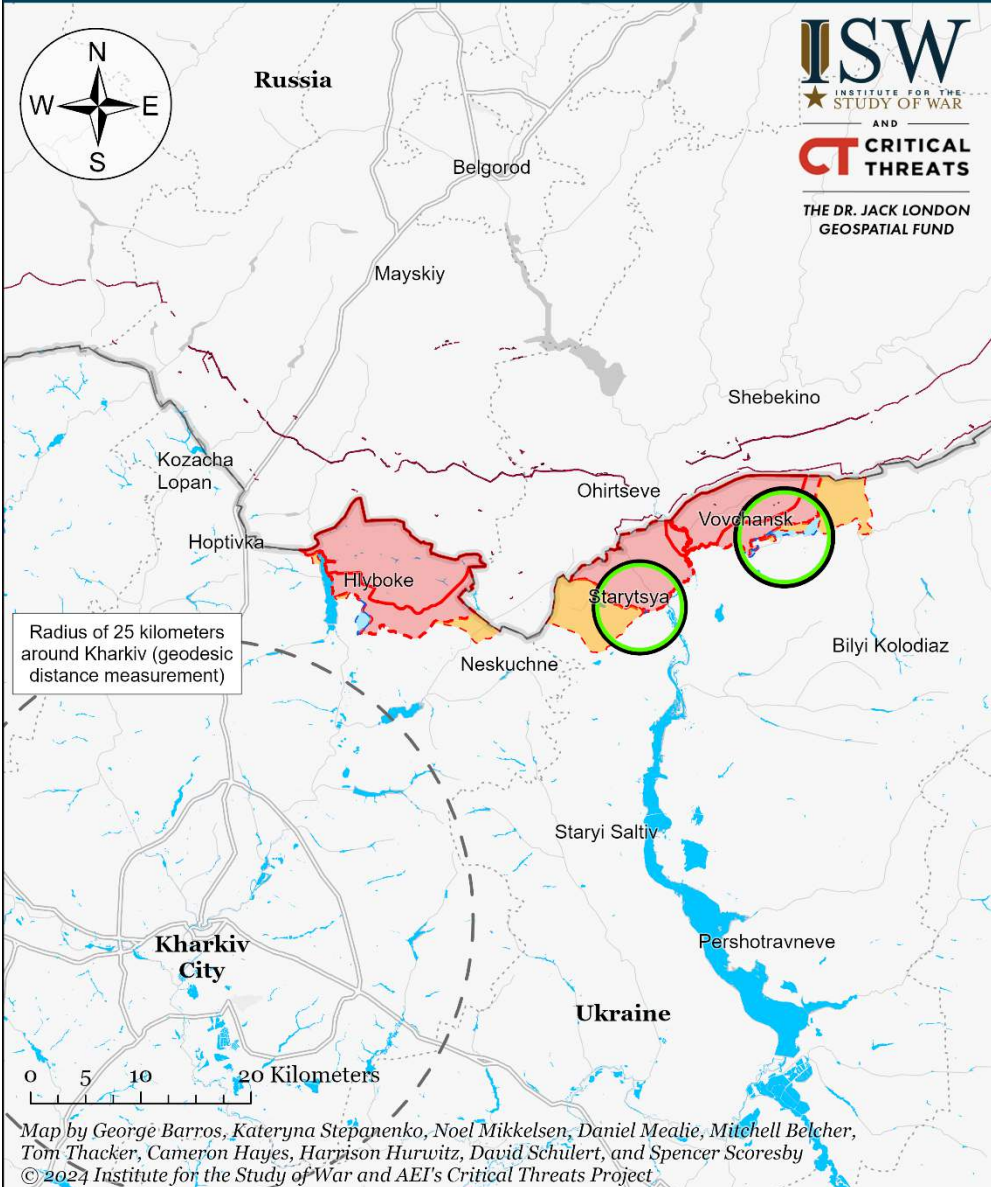 N
W
E
S
Russia
ISW
INSTITUTE FOR THE
STUDY OF WAR
AND
CT CRITICAL
THREATS
THE DR. JACK LONDON
GEOSPATIAL FUND
Belgorod
Mayskiy
Shebekino
Kozacha
Lopan
Ohirtseve
Vovchansk
Hoptivka
Hlyboke
Starytsya
Radius of 25 kilometers
around Kharkiv (geodesic
distance measurement)
Neskuchne
Bilyi Kolodiaz
Staryi Saltiv
Kharkiv
City
Pershotravneve
Ukraine
0 5 10 20 Kilometers
Map by George Barros, Kateryna Stepanenko, Noel Mikkelsen, Daniel Mealie, Mitchell Belcher,
Tom Thacker, Cameron Hayes, Harrison Hurwitz, David Schulert, and Spencer Scoresby
© 2024 Institute for the Study of War and AEI's Critical Threats Project